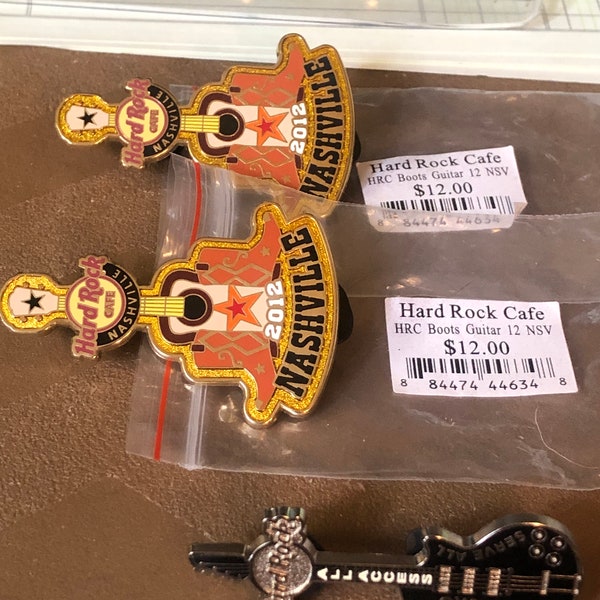 Hard Rock
CAFE
NASHVILLE
2012
NASHVILLE
Hard Rock Cafe
HRC Boots Guitar 12 NSV
$12.00
84474 44634
Hard Rock
CAFE
NASHVILLE
2012
NASHVILLE
Hard Rock Cafe
HRC Boots Guitar 12 NSV
$12.00
8 84474 44634 8
Hard Rock
ALL ACCESS
SERVE ALL